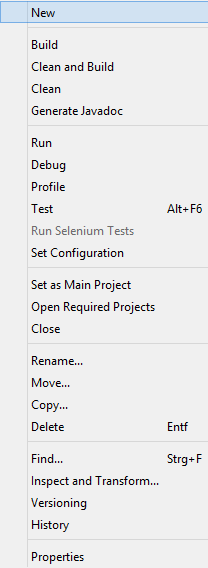 New
Build
Clean and Build
Clean
Generate Javadoc
Run
Debug
Profile
Test Alt+F6
Run Selenium Tests
Set Configuration
Set as Main Project
Open Required Projects
Close
Rename...
Move...
Copy...
Delete Entf
Find... Strg+F
Inspect and Transform...
Versioning
History
Properties